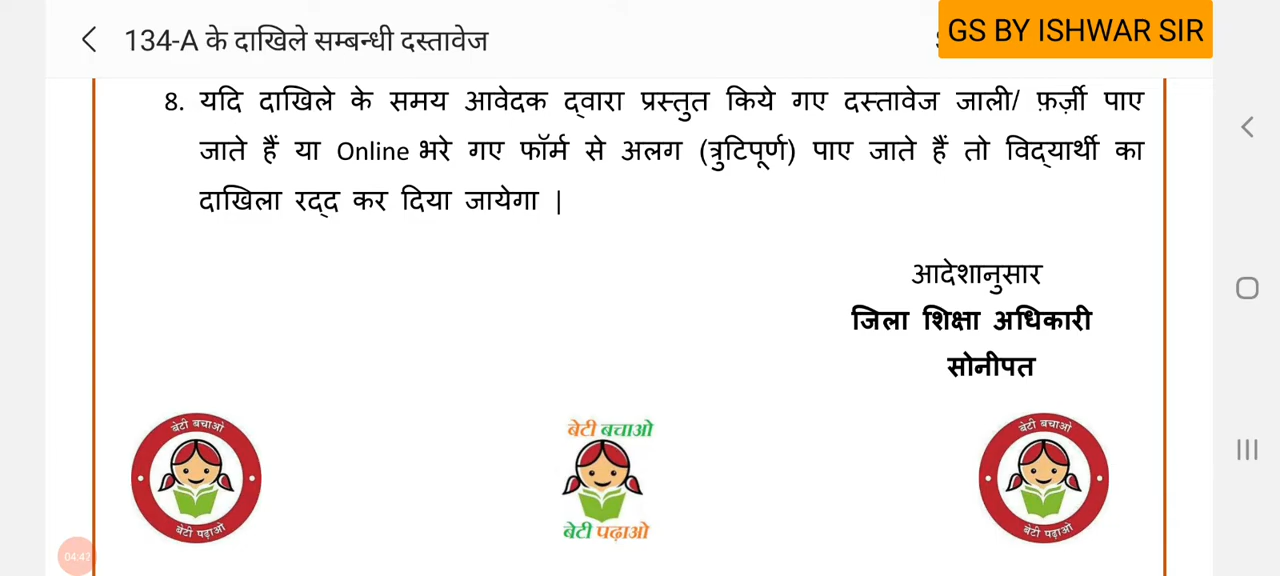 134-A के दाखिले सम्बन्धी दस्तावेज
GS BY ISHWAR SIR
8. यदि दाखिले के समय आवेदक द्वारा प्रस्तुत किये गए दस्तावेज जाली/ फ़र्ज़ी पाए
जाते हैं या Online भरे गए फॉर्म से अलग (त्रुटिपूर्ण) पाए जाते हैं तो विद्यार्थी का
दाखिला रद्द कर दिया जायेगा |
आदेशानुसार
जिला शिक्षा अधिकारी
सोनीपत
बेटी बचाओ
बेटी पढ़ाओ
बेटी बचाओ
बेटी पढ़ाओ
बेटी बचाओ
बेटी पढ़ाओ
04:42